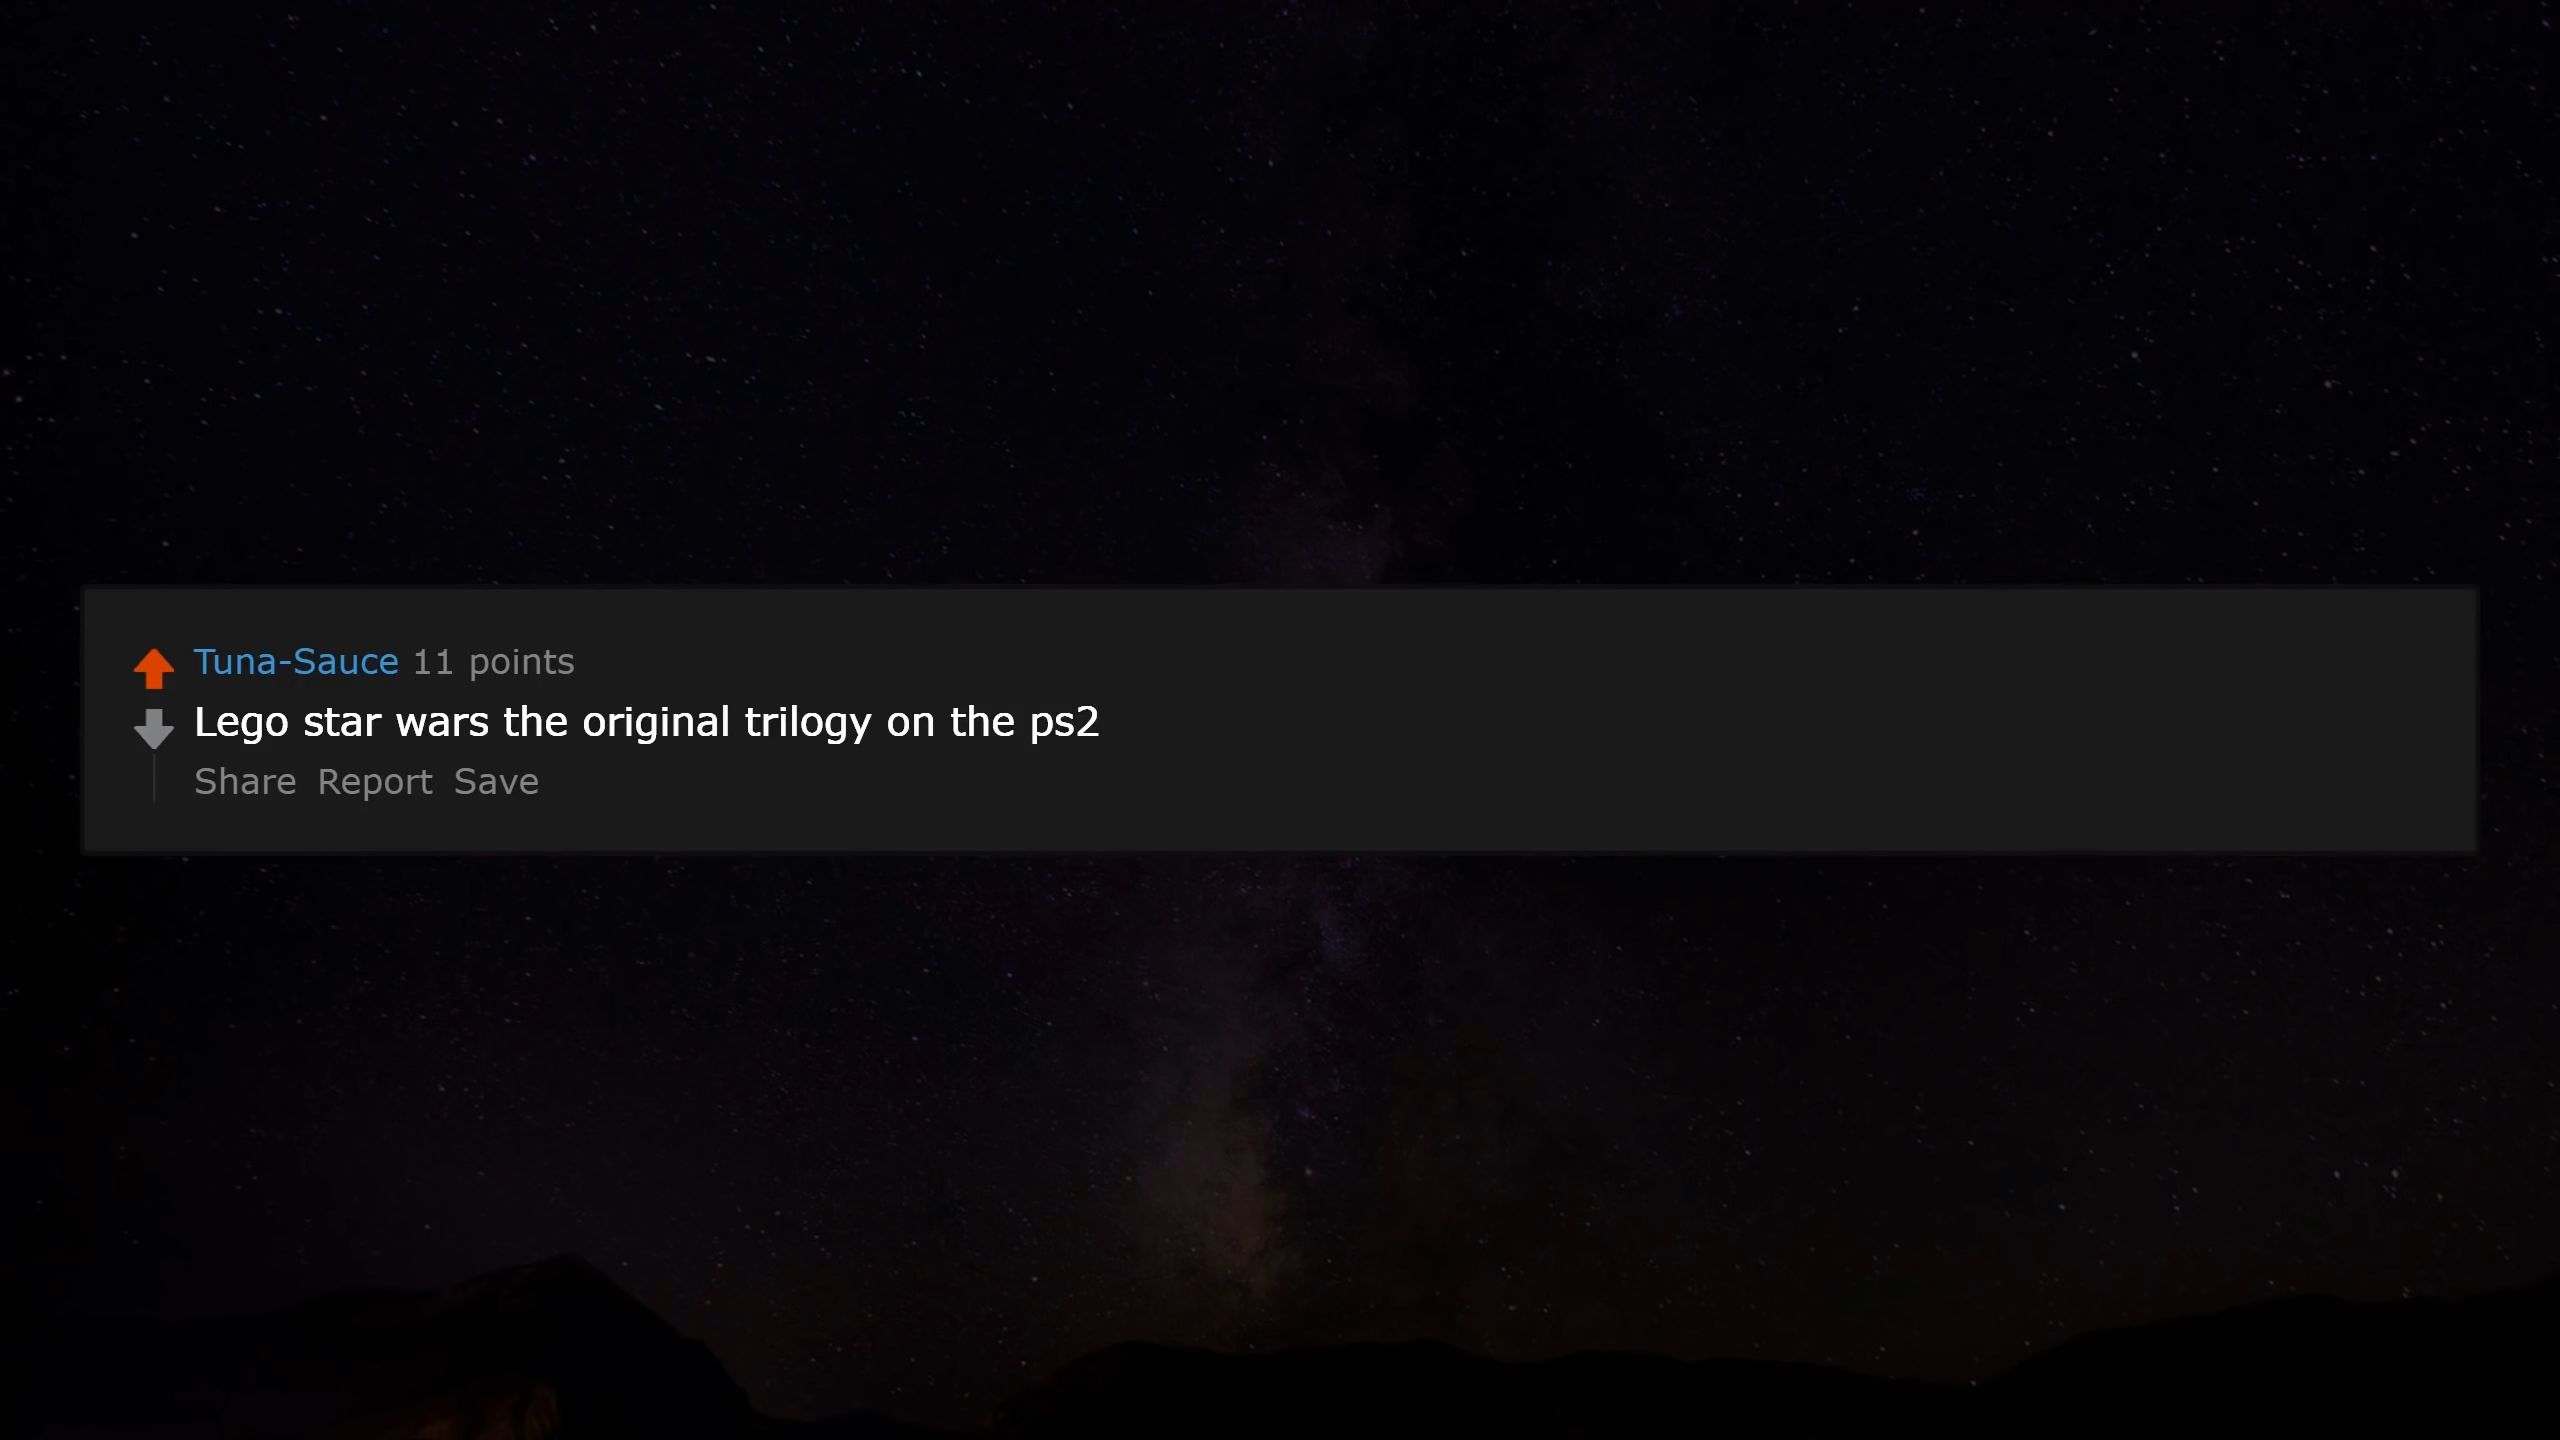 Tuna-Sauce 11 points
Lego star wars the original trilogy on the ps2
Share Report Save